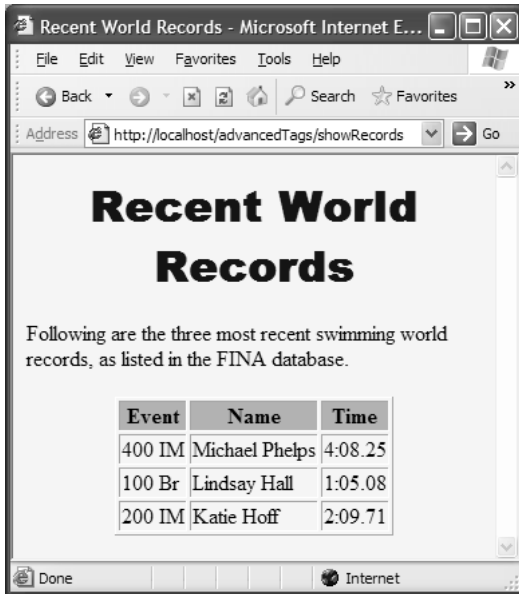 Recent World Records - Microsoft Internet E...
File Edit View Favorites Tools Help
Back Search Favorites »
Address http://localhost/advancedTags/showRecords Go
Recent World
Records
Following are the three most recent swimming world
records, as listed in the FINA database.
Event Name Time
400 IM Michael Phelps 4:08.25
100 Br Lindsay Hall 1:05.08
200 IM Katie Hoff 2:09.71
Done Internet